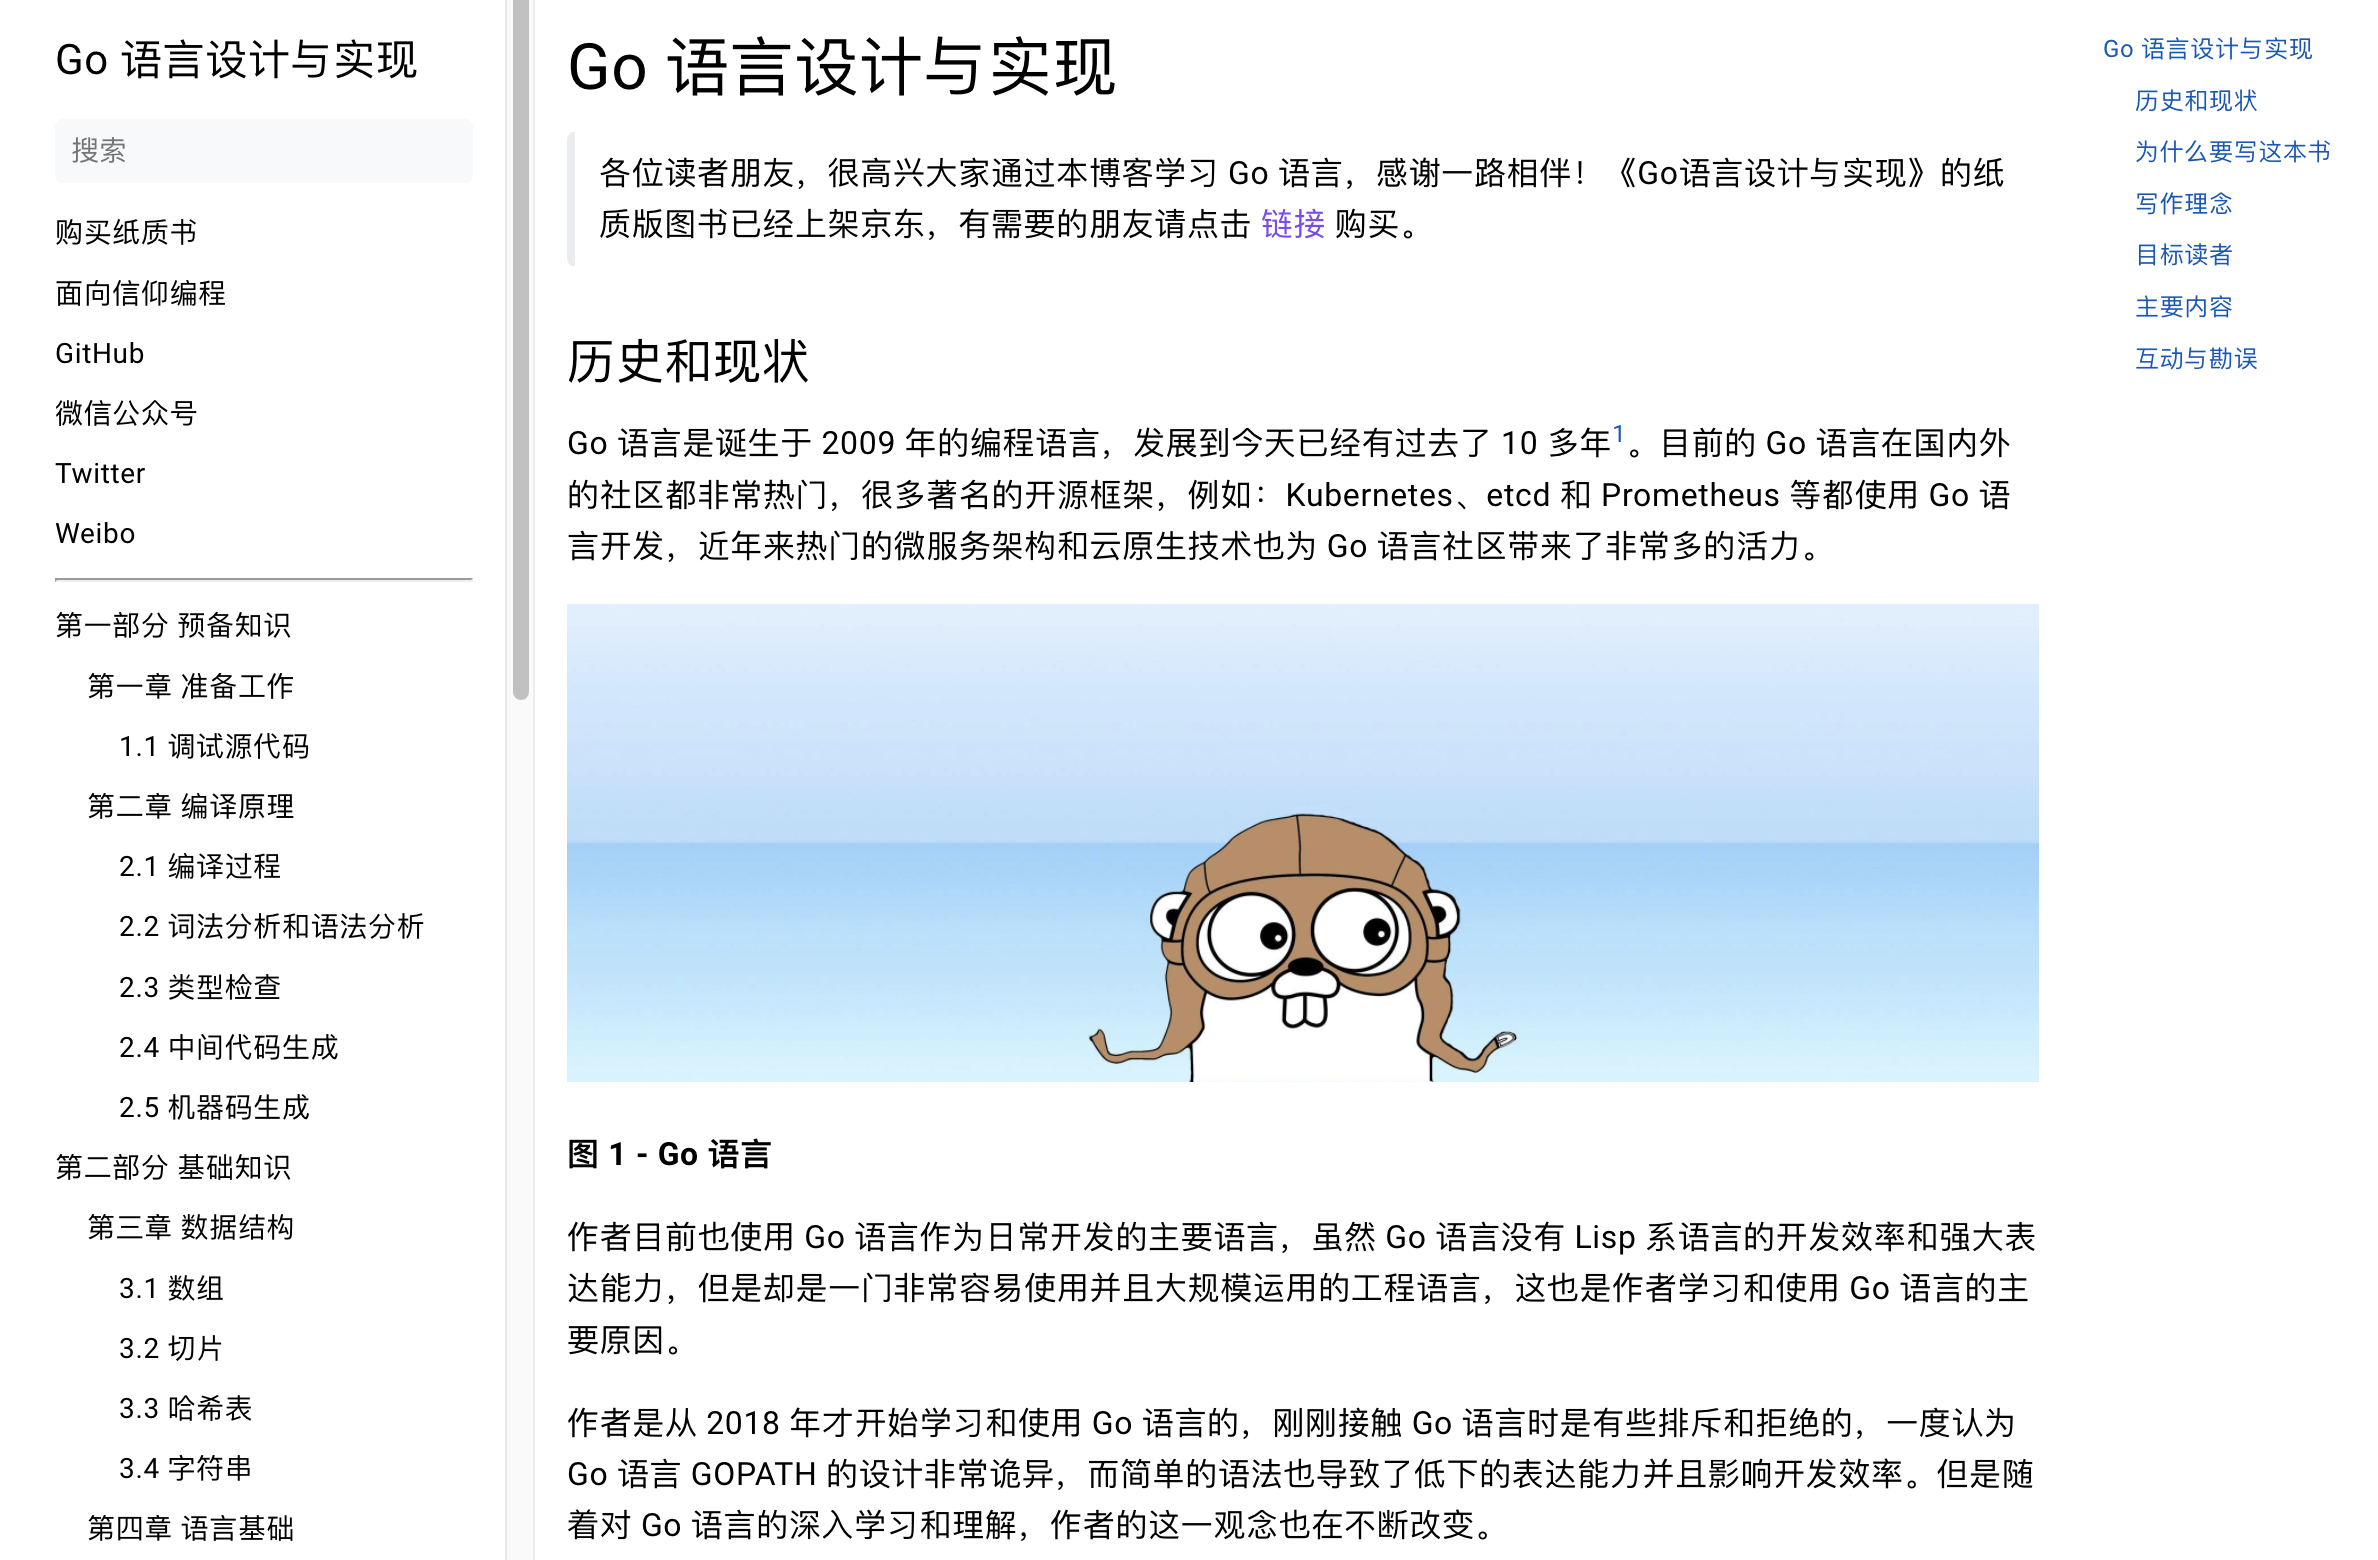 Go 语言设计与实现
搜索
购买纸质书
面向信仰编程
GitHub
微信公众号
Twitter
Weibo
第一部分 预备知识
第一章 准备工作
1.1 调试源代码
第二章 编译原理
2.1 编译过程
2.2 词法分析和语法分析
2.3 类型检查
2.4 中间代码生成
2.5 机器码生成
第二部分 基础知识
第三章 数据结构
3.1 数组
3.2 切片
3.3 哈希表
3.4 字符串
第四章 语言基础
Go 语言设计与实现
各位读者朋友，很高兴大家通过本博客学习 Go 语言，感谢一路相伴！《Go语言设计与实现》的纸
质版图书已经上架京东，有需要的朋友请点击 链接 购买。
历史和现状
Go 语言是诞生于 2009 年的编程语言，发展到今天已经有过去了 10 多年1。目前的 Go 语言在国内外
的社区都非常热门，很多著名的开源框架，例如：Kubernetes、etcd 和 Prometheus 等都使用 Go 语
言开发，近年来热门的微服务架构和云原生技术也为 Go 语言社区带来了非常多的活力。
图 1 - Go 语言
作者目前也使用 Go 语言作为日常开发的主要语言，虽然 Go 语言没有 Lisp 系语言的开发效率和强大表
达能力，但是却是一门非常容易使用并且大规模运用的工程语言，这也是作者学习和使用 Go 语言的主
要原因。
作者是从 2018 年才开始学习和使用 Go 语言的，刚刚接触 Go 语言时是有些排斥和拒绝的，一度认为
Go 语言 GOPATH 的设计非常诡异，而简单的语法也导致了低下的表达能力并且影响开发效率。但是随
着对 Go 语言的深入学习和理解，作者的这一观念也在不断改变。
Go 语言设计与实现
历史和现状
为什么要写这本书
写作理念
目标读者
主要内容
互动与勘误